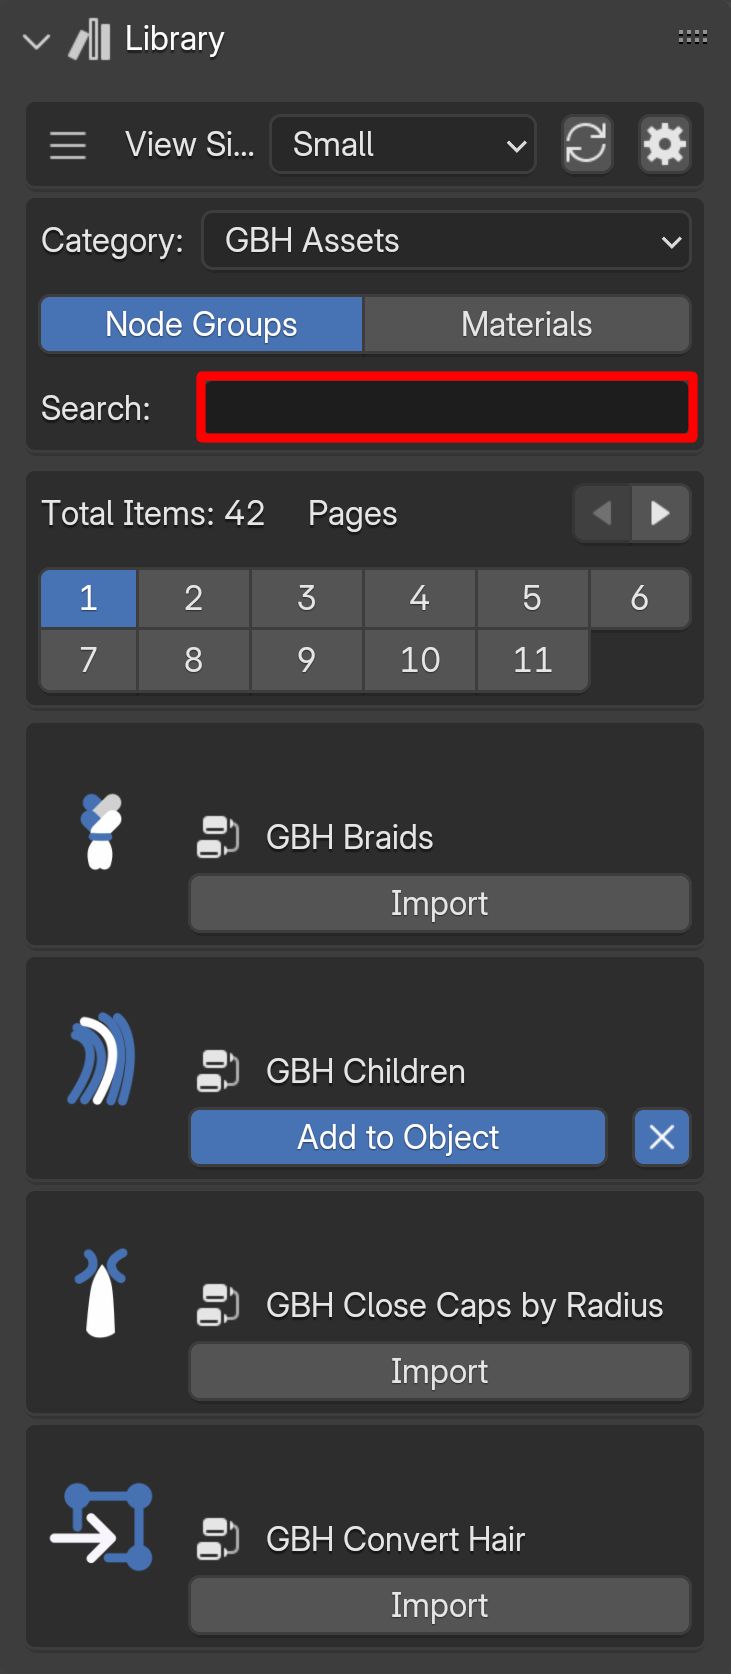 Library
View Si... Small
Category: GBH Assets
Node Groups Materials
Search:
Total Items: 42 Pages
1 2 3 4 5 6
7 8 9 10 11
GBH Braids
Import
GBH Children
Add to Object
GBH Close Caps by Radius
Import
GBH Convert Hair
Import